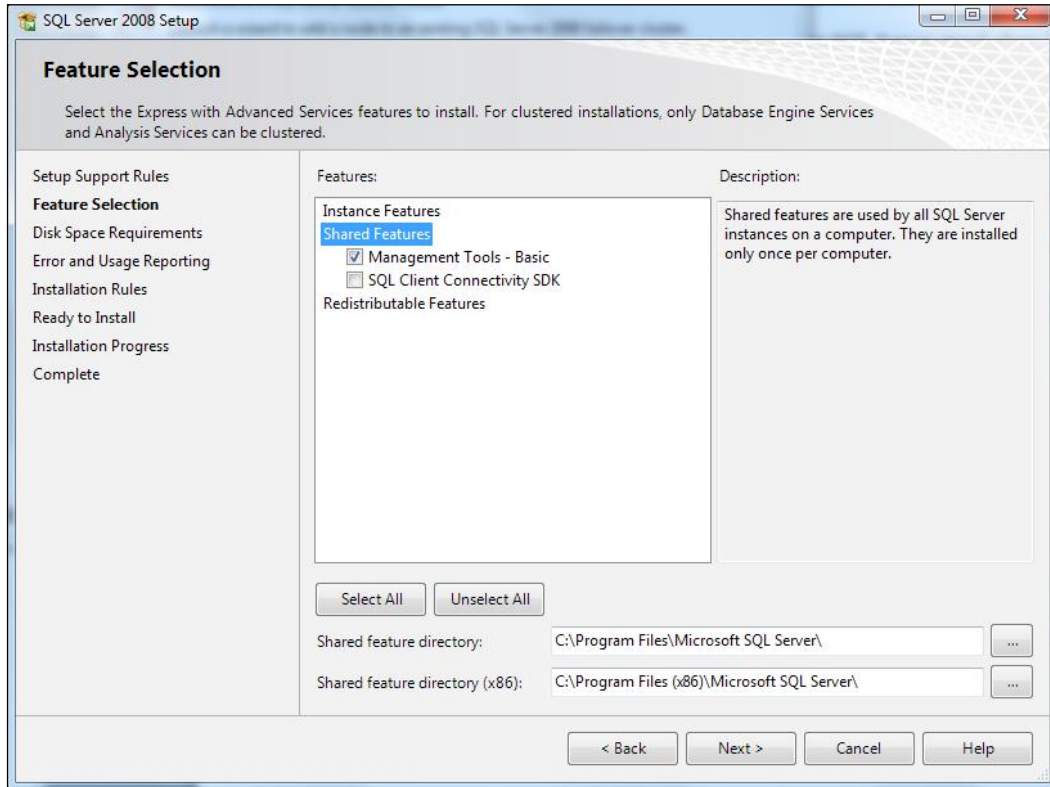 SQL Server 2008 Setup
Feature Selection
Select the Express with Advanced Services features to install. For clustered installations, only Database Engine Services
and Analysis Services can be clustered.
Setup Support Rules
Feature Selection
Disk Space Requirements
Error and Usage Reporting
Installation Rules
Ready to Install
Installation Progress
Complete
Features:
Instance Features
Shared Features
Management Tools - Basic
SQL Client Connectivity SDK
Redistributable Features
Description:
Shared features are used by all SQL Server
instances on a computer. They are installed
only once per computer.
Select All
Unselect All
Shared feature directory:
C:\Program Files\Microsoft SQL Server\
...
Shared feature directory (x86):
C:\Program Files (x86)\Microsoft SQL Server\
...
< Back
Next >
Cancel
Help